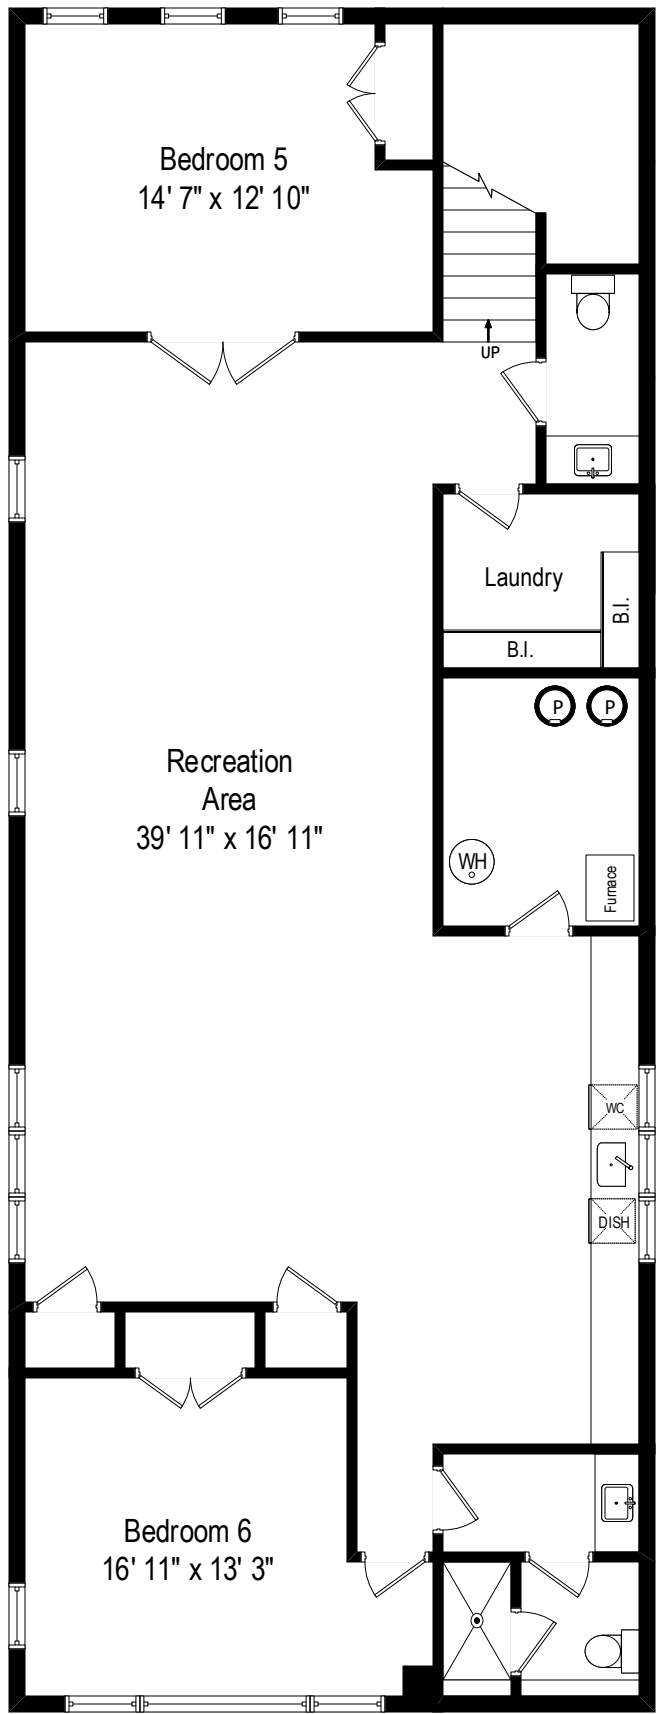 Bedroom 5
14' 7" x 12' 10"
UP
Laundry
B.I.
B.I.
P P
Recreation
Area
39' 11" x 16' 11"
WH
Furnace
WC
DISH
Bedroom 6
16' 11" x 13' 3"